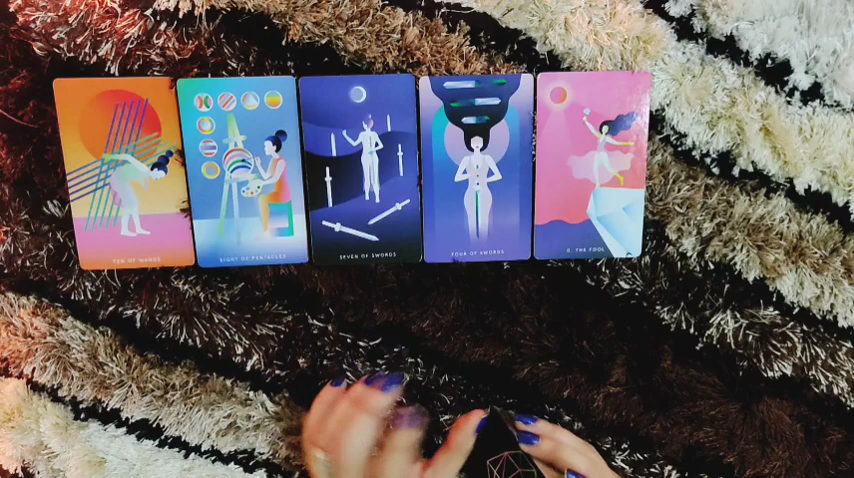 TEN OF WANDS
EIGHT OF PENTACLES
SEVEN OF SWORDS
FOUR OF SWORDS
0. THE FOOL